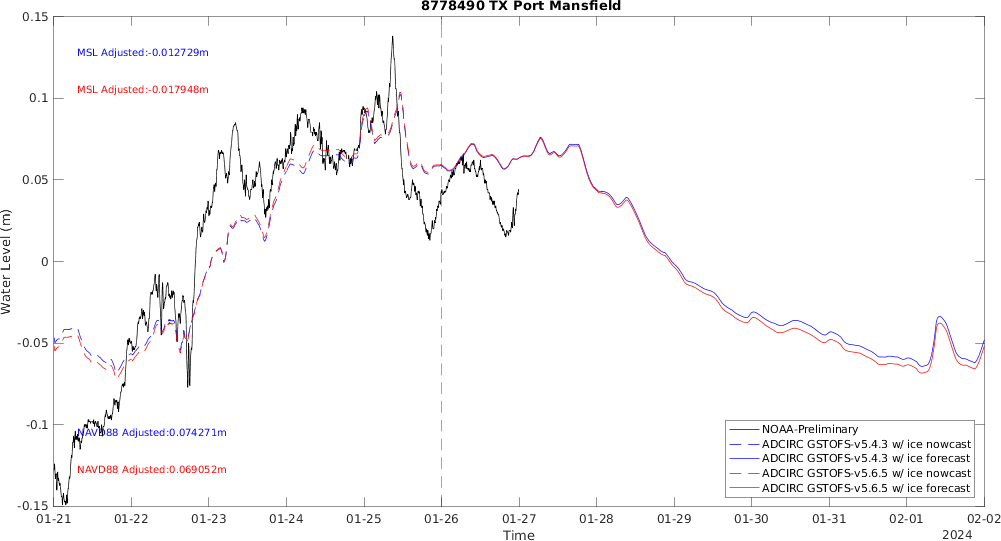 8778490 TX Port Mansfield
0.15
MSL Adjusted:-0.012729m
MSL Adjusted:-0.017948m
0.1
0.05
Water Level (m)
0
-0.05
-0.1
NAVD88 Adjusted:0.074271m
NAVD88 Adjusted:0.069052m
-0.15
NOAA-Preliminary
ADCIRC GSTOFS-v5.4.3 w/ ice nowcast
ADCIRC GSTOFS-v5.4.3 w/ ice forecast
ADCIRC GSTOFS-v5.6.5 w/ ice nowcast
ADCIRC GSTOFS-v5.6.5 w/ ice forecast
01-21 01-22 01-23 01-24 01-25 01-26 01-27 01-28 01-29 01-30 01-31 02-01 02-02
Time
2024